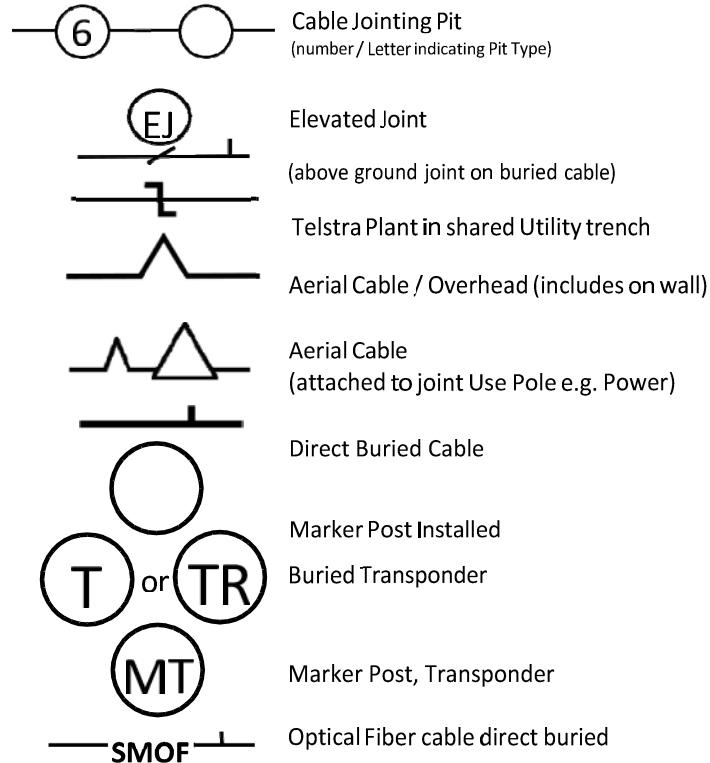 6 Cable Jointing Pit
(number / Letter indicating Pit Type)
EJ Elevated Joint
(above ground joint on buried cable)
Telstra Plant in shared Utility trench
Aerial Cable / Overhead (includes on wall)
Aerial Cable
(attached to joint Use Pole e.g. Power)
Direct Buried Cable
Marker Post Installed
T or TR Buried Transponder
MT Marker Post, Transponder
SMOF Optical Fiber cable direct buried